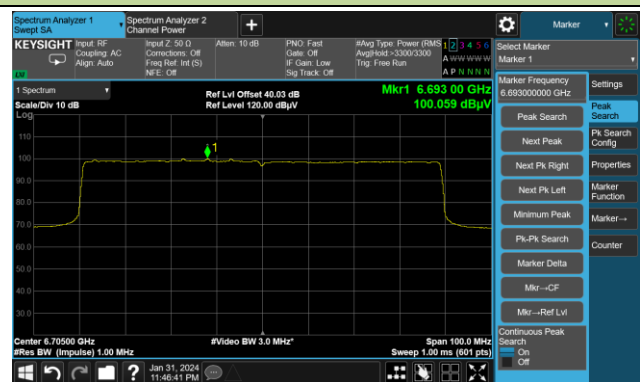 Spectrum Analyzer 1
Swept SA
Spectrum Analyzer 2
Channel Power
+
Marker
KEYSIGHT
Input: RF
Coupling: AC
Align: Auto
Input Z: 50 Ω
Corrections: Off
Freq Ref: Int (S)
NFE: Off
Atten: 10 dB
PNO: Fast
Gate: Off
IF Gain: Low
Sig Track: Off
#Avg Type: Power (RMS
Avg|Hold:>3300/3300
Trig: Free Run
1 2 3 4 5 6
A W W W W W
A P N N N N
LXI
Select Marker
Marker 1
1 Spectrum
Scale/Div 10 dB
Log
Ref Lvl Offset 40.03 dB
Ref Level 120.00 dBµV
Mkr1 6.693 00 GHz
100.059 dBµV
1
110
100
90.0
80.0
70.0
60.0
50.0
40.0
30.0
Center 6.70500 GHz
#Res BW (Impulse) 1.00 MHz
#Video BW 3.0 MHz*
Span 100.0 MHz
Sweep 1.00 ms (601 pts)
Marker Frequency
6.693000000 GHz
Peak Search
Next Peak
Next Pk Right
Next Pk Left
Minimum Peak
Pk-Pk Search
Marker Delta
Mkr→CF
Mkr→Ref Lvl
Continuous Peak
Search
On
Off
Settings
Peak
Search
Pk Search
Config
Properties
Marker
Function
Marker→
Counter
?
Jan 31, 2024
11:46:41 PM